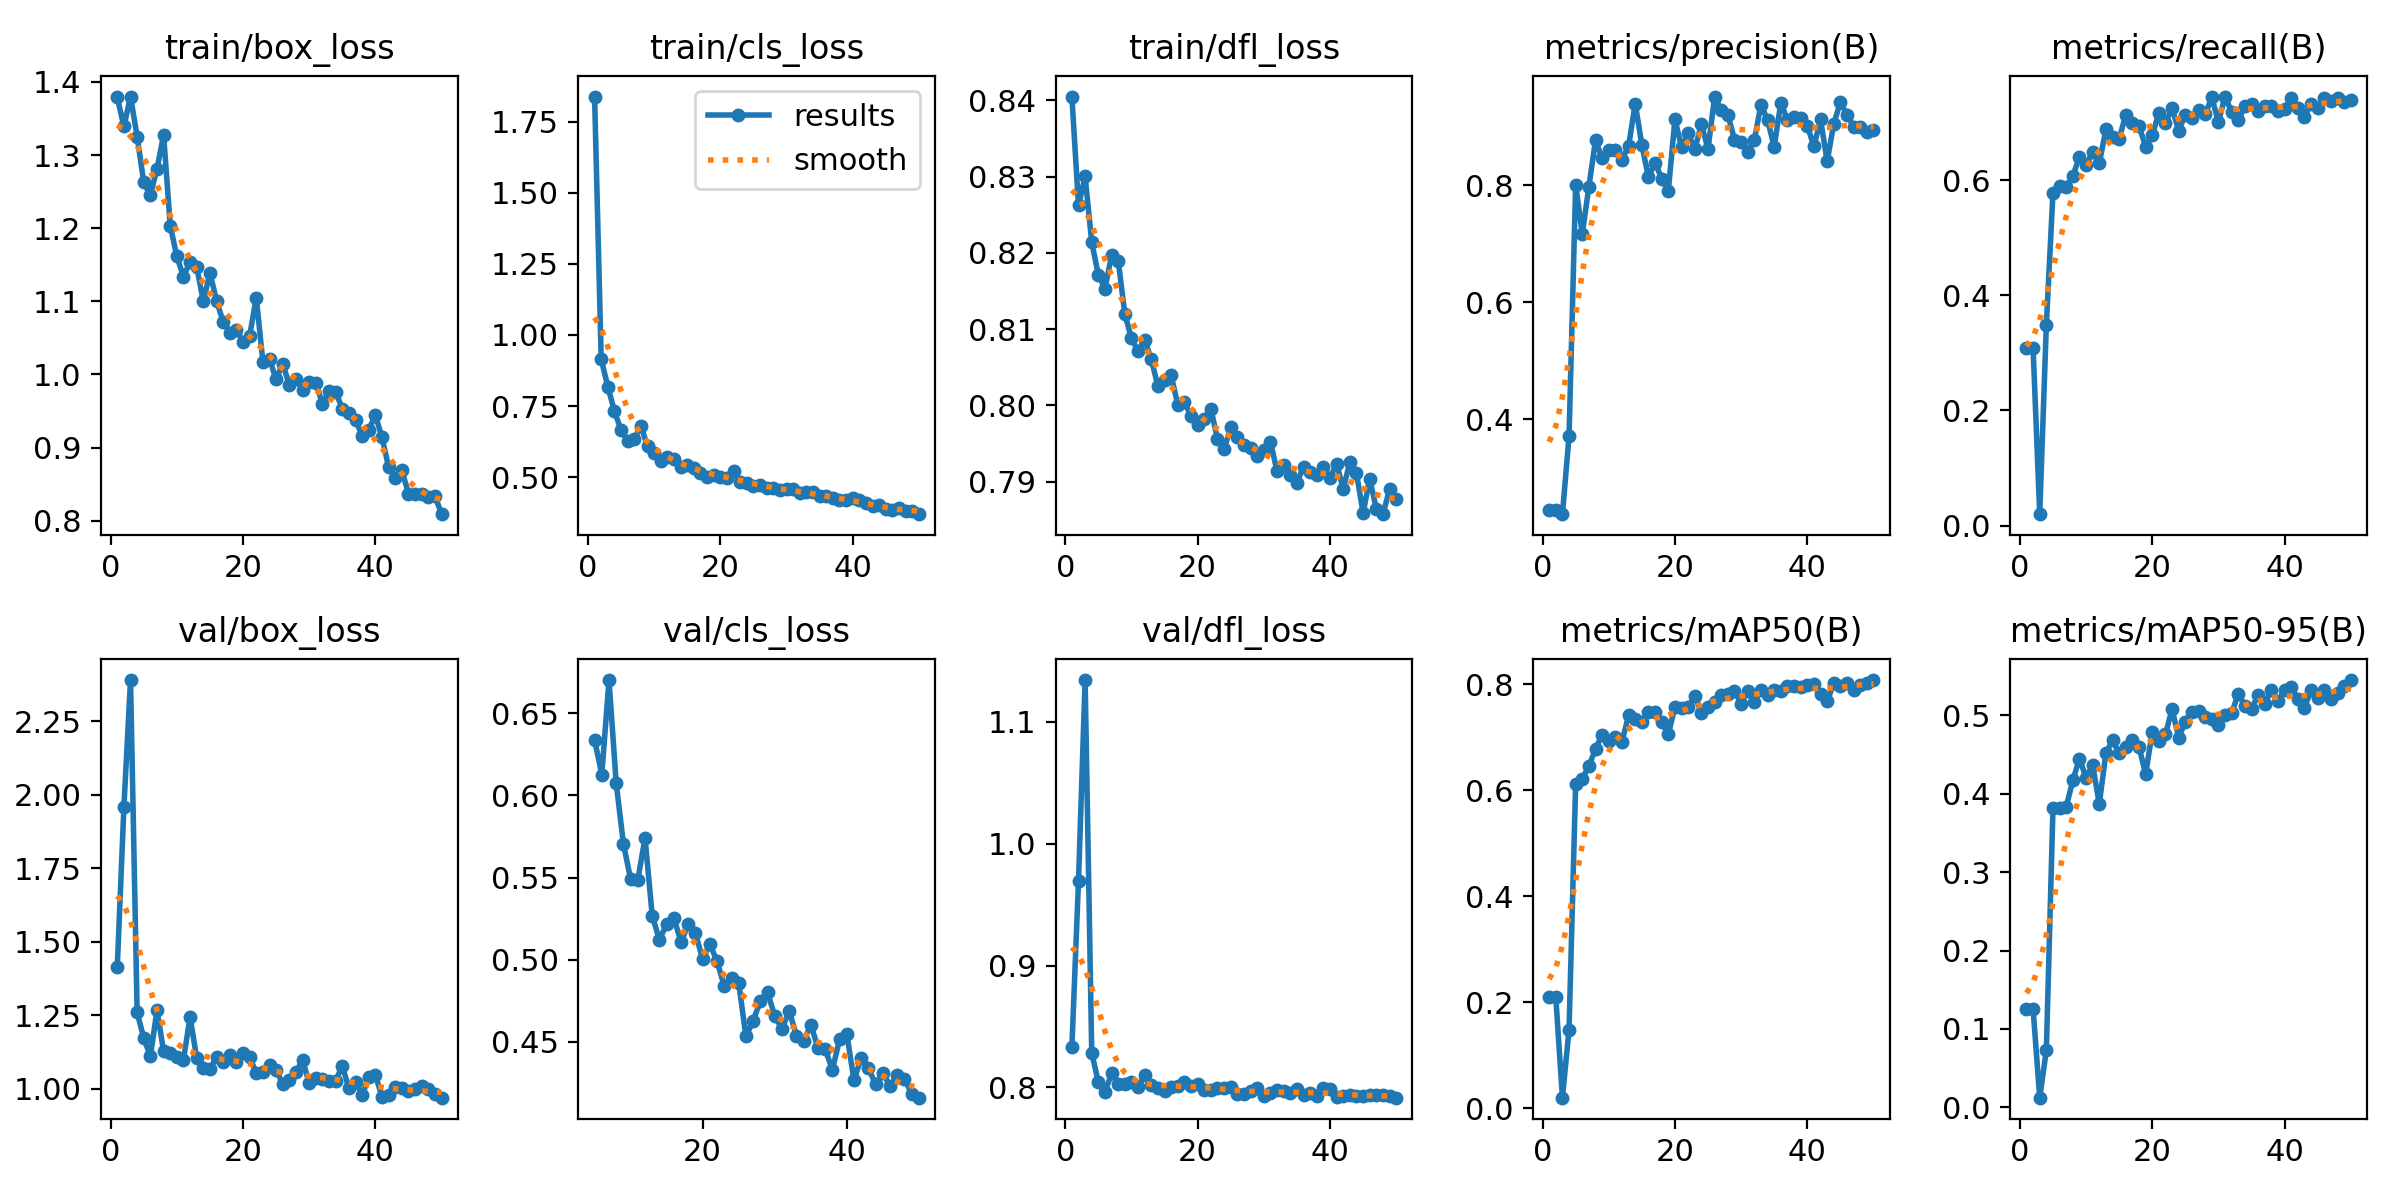 train/box_loss
1.4
1.3
1.2
1.1
1.0
0.9
0.8
0 20 40
train/cls_loss
results
smooth
1.75
1.50
1.25
1.00
0.75
0.50
0 20 40
train/dfl_loss
0.84
0.83
0.82
0.81
0.80
0.79
0 20 40
metrics/precision(B)
0.8
0.6
0.4
0 20 40
metrics/recall(B)
0.6
0.4
0.2
0.0
0 20 40
val/box_loss
2.25
2.00
1.75
1.50
1.25
1.00
0 20 40
val/cls_loss
0.65
0.60
0.55
0.50
0.45
20 40
val/dfl_loss
1.1
1.0
0.9
0.8
0 20 40
metrics/mAP50(B)
0.8
0.6
0.4
0.2
0.0
0 20 40
metrics/mAP50-95(B)
0.5
0.4
0.3
0.2
0.1
0.0
0 20 40